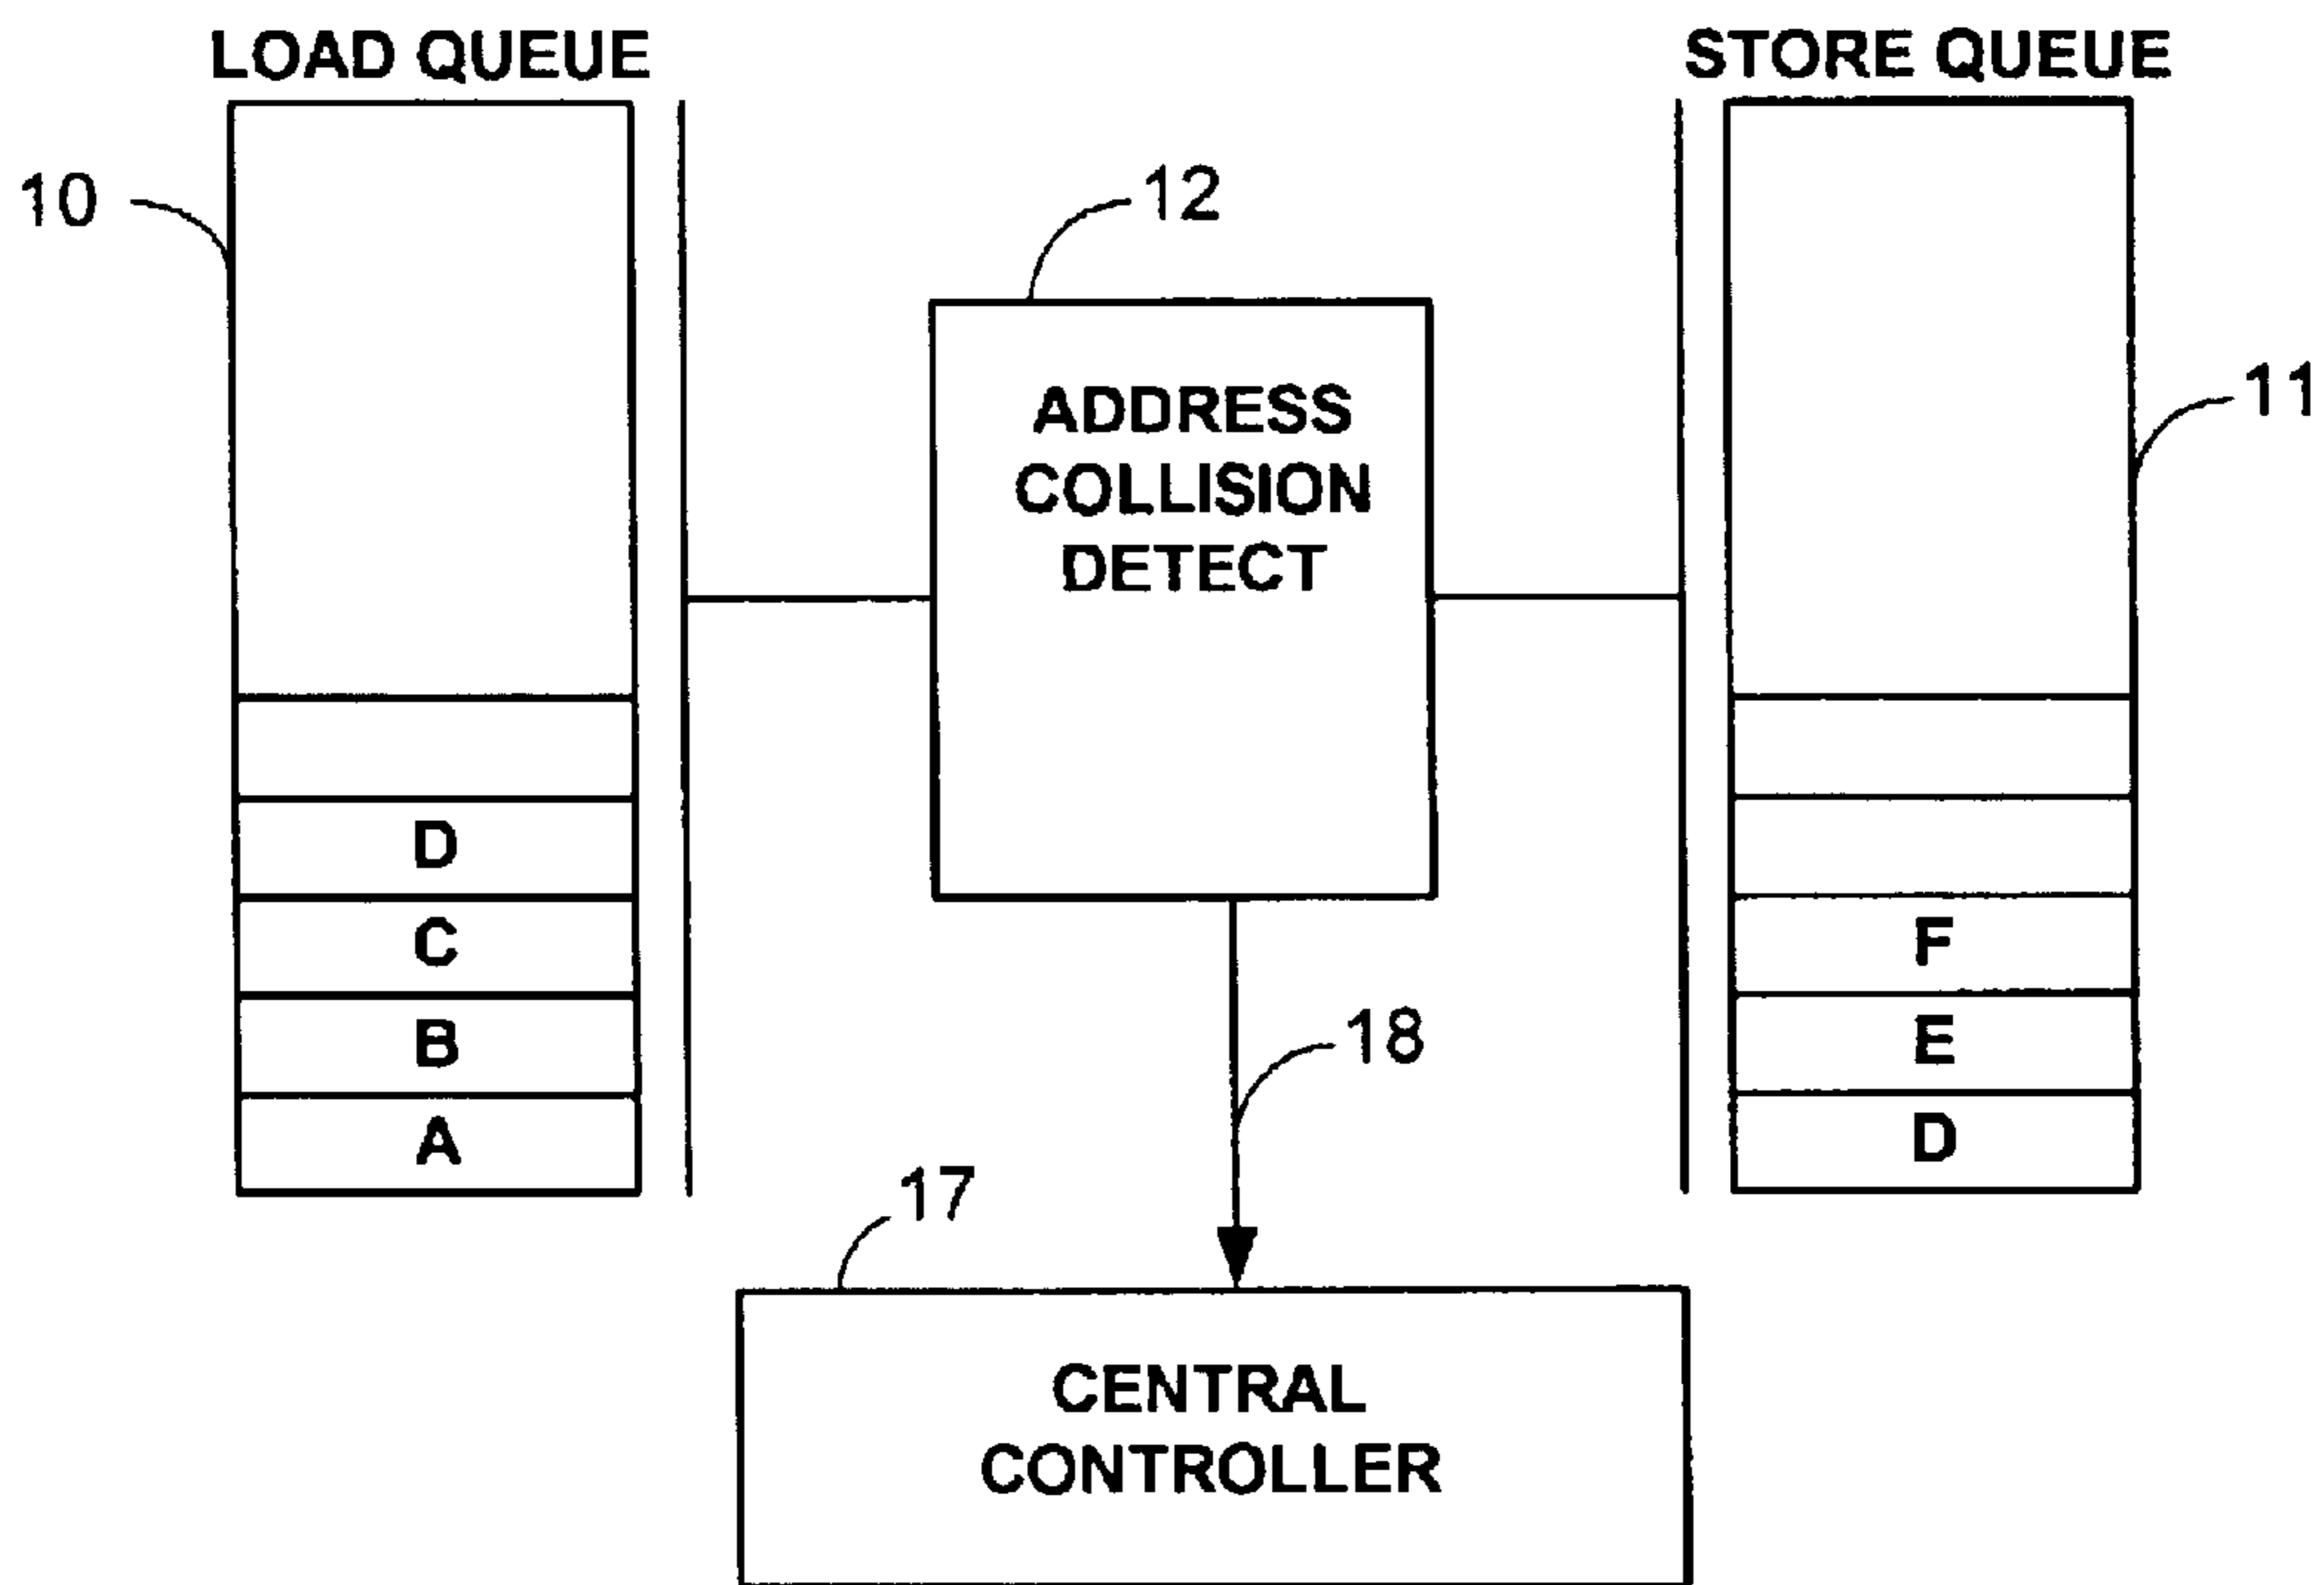 LOAD QUEUE
STORE QUEUE
10
12
11
ADDRESS
COLLISION
DETECT
D
C
B
A
F
E
D
18
17
CENTRAL
CONTROLLER